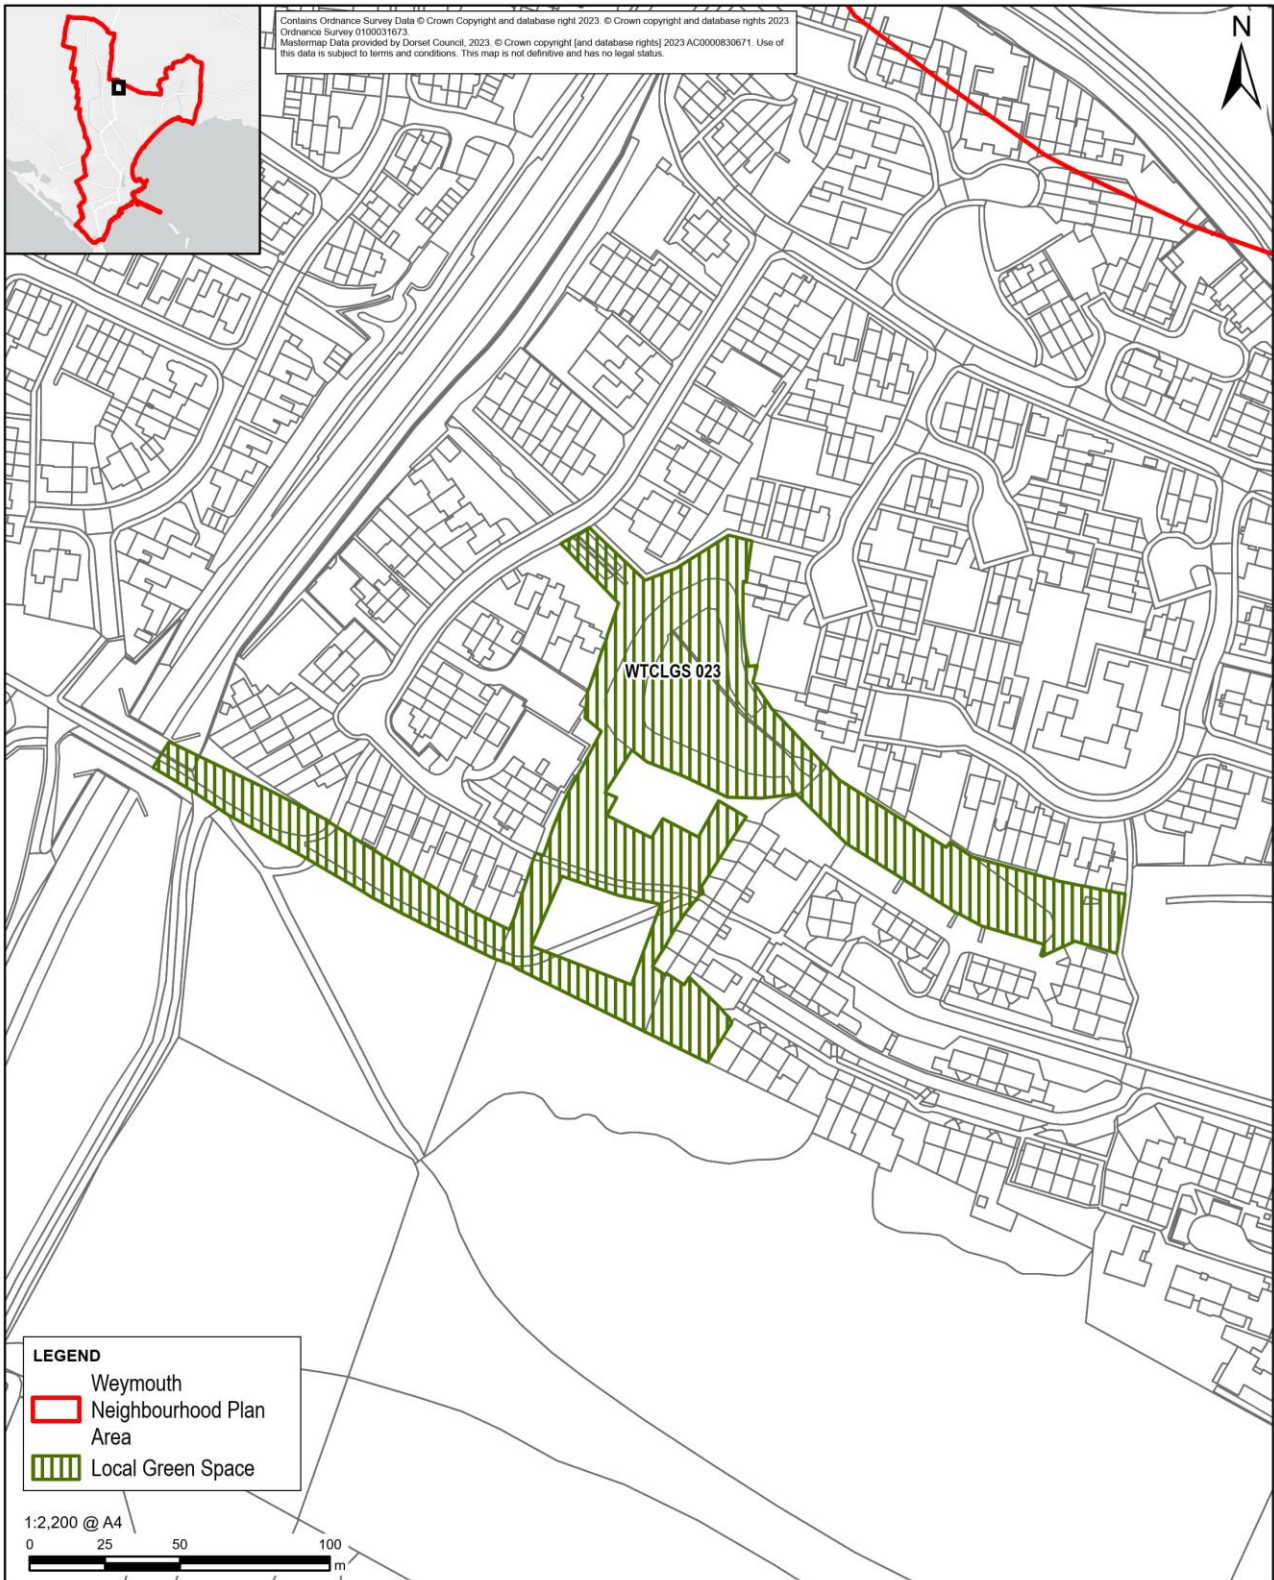 Contains Ordnance Survey Data © Crown Copyright and database right 2023. © Crown copyright and database rights 2023.
Ordnance Survey 0100031673.
Mastermap Data provided by Dorset Council, 2023. © Crown copyright [and database rights] 2023 AC0000830671. Use of
this data is subject to terms and conditions. This map is not definitive and has no legal status.
N
WTCLGS 023
LEGEND
Weymouth
Neighbourhood Plan
Area
Local Green Space
1:2,200 @ A4
0 25 50 100
m